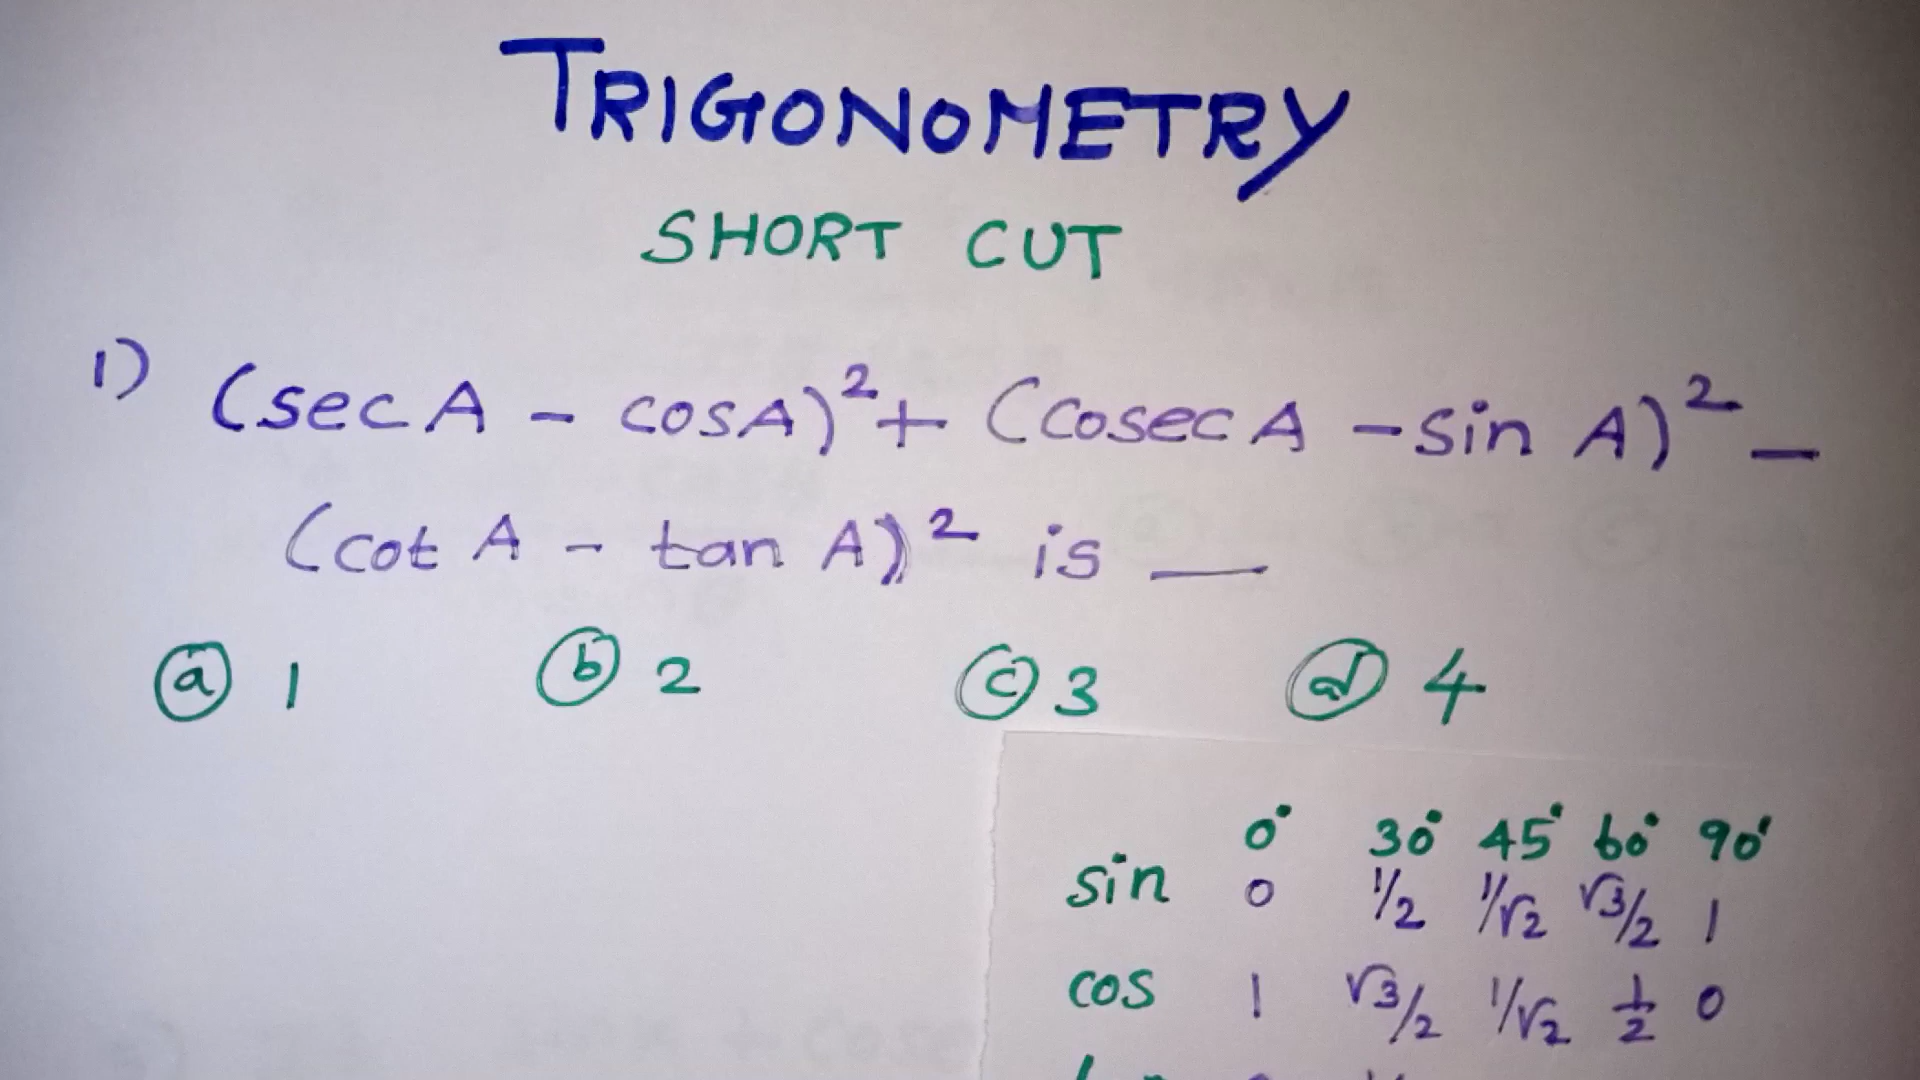 TRIGONOMETRY
SHORT CUT
1) (sec A - cosA)² + (cosec A - sin A)² -
(cot A - tan A)² is __
ⓐ 1 ⓑ 2 ⓒ 3 ⓓ 4
0° 30° 45° 60° 90°
sin 0 1/2 1/√2 √3/2 1
cos 1 √3/2 1/√2 1/2 0